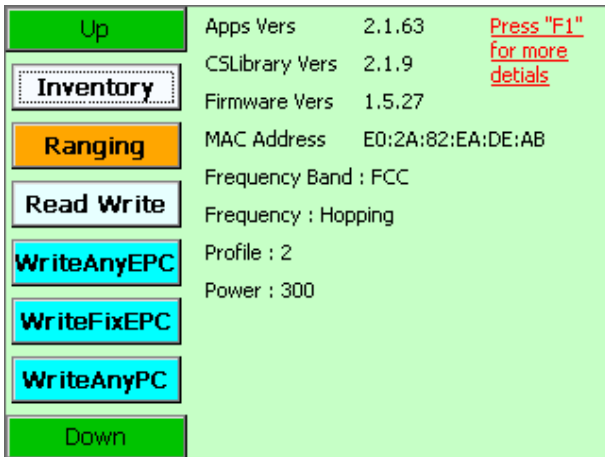 Up
Inventory
Ranging
Read Write
WriteAnyEPC
WriteFixEPC
WriteAnyPC
Down
Apps Vers 2.1.63
CSLibrary Vers 2.1.9
Firmware Vers 1.5.27
MAC Address E0:2A:82:EA:DE:AB
Frequency Band : FCC
Frequency : Hopping
Profile : 2
Power : 300
Press "F1"
for more
detials